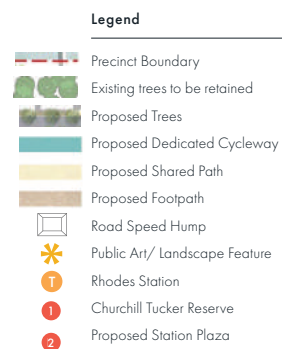 Legend
Precinct Boundary
Existing trees to be retained
Proposed Trees
Proposed Dedicated Cycleway
Proposed Shared Path
Proposed Footpath
Road Speed Hump
Public Art/ Landscape Feature
T Rhodes Station
1 Churchill Tucker Reserve
2 Proposed Station Plaza